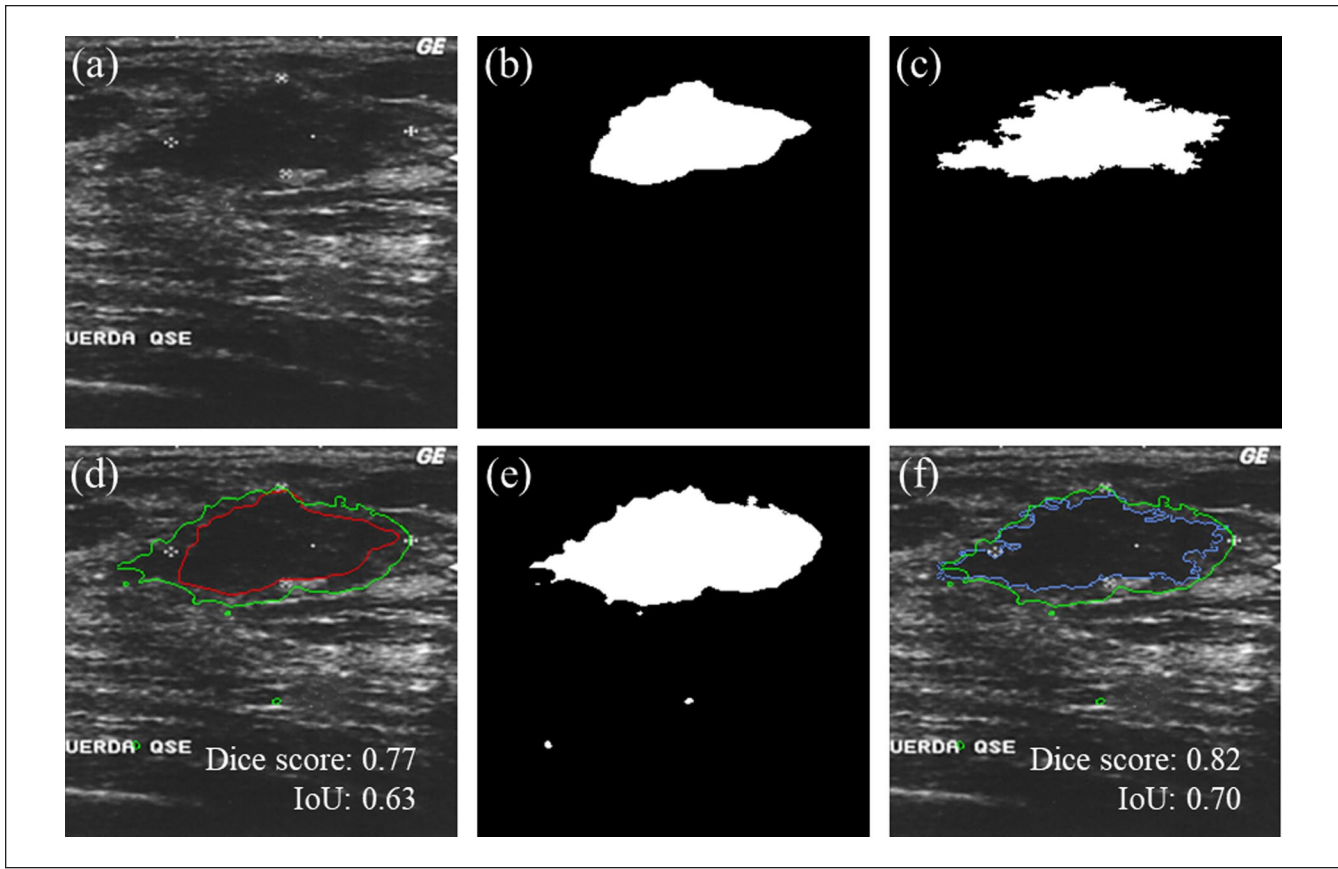 (a)
GE
UERDA QSE
(b)
(c)
(d)
GE
UERDA QSE
Dice score: 0.77
IoU: 0.63
(e)
(f)
GE
UERDA QSE
Dice score: 0.82
IoU: 0.70